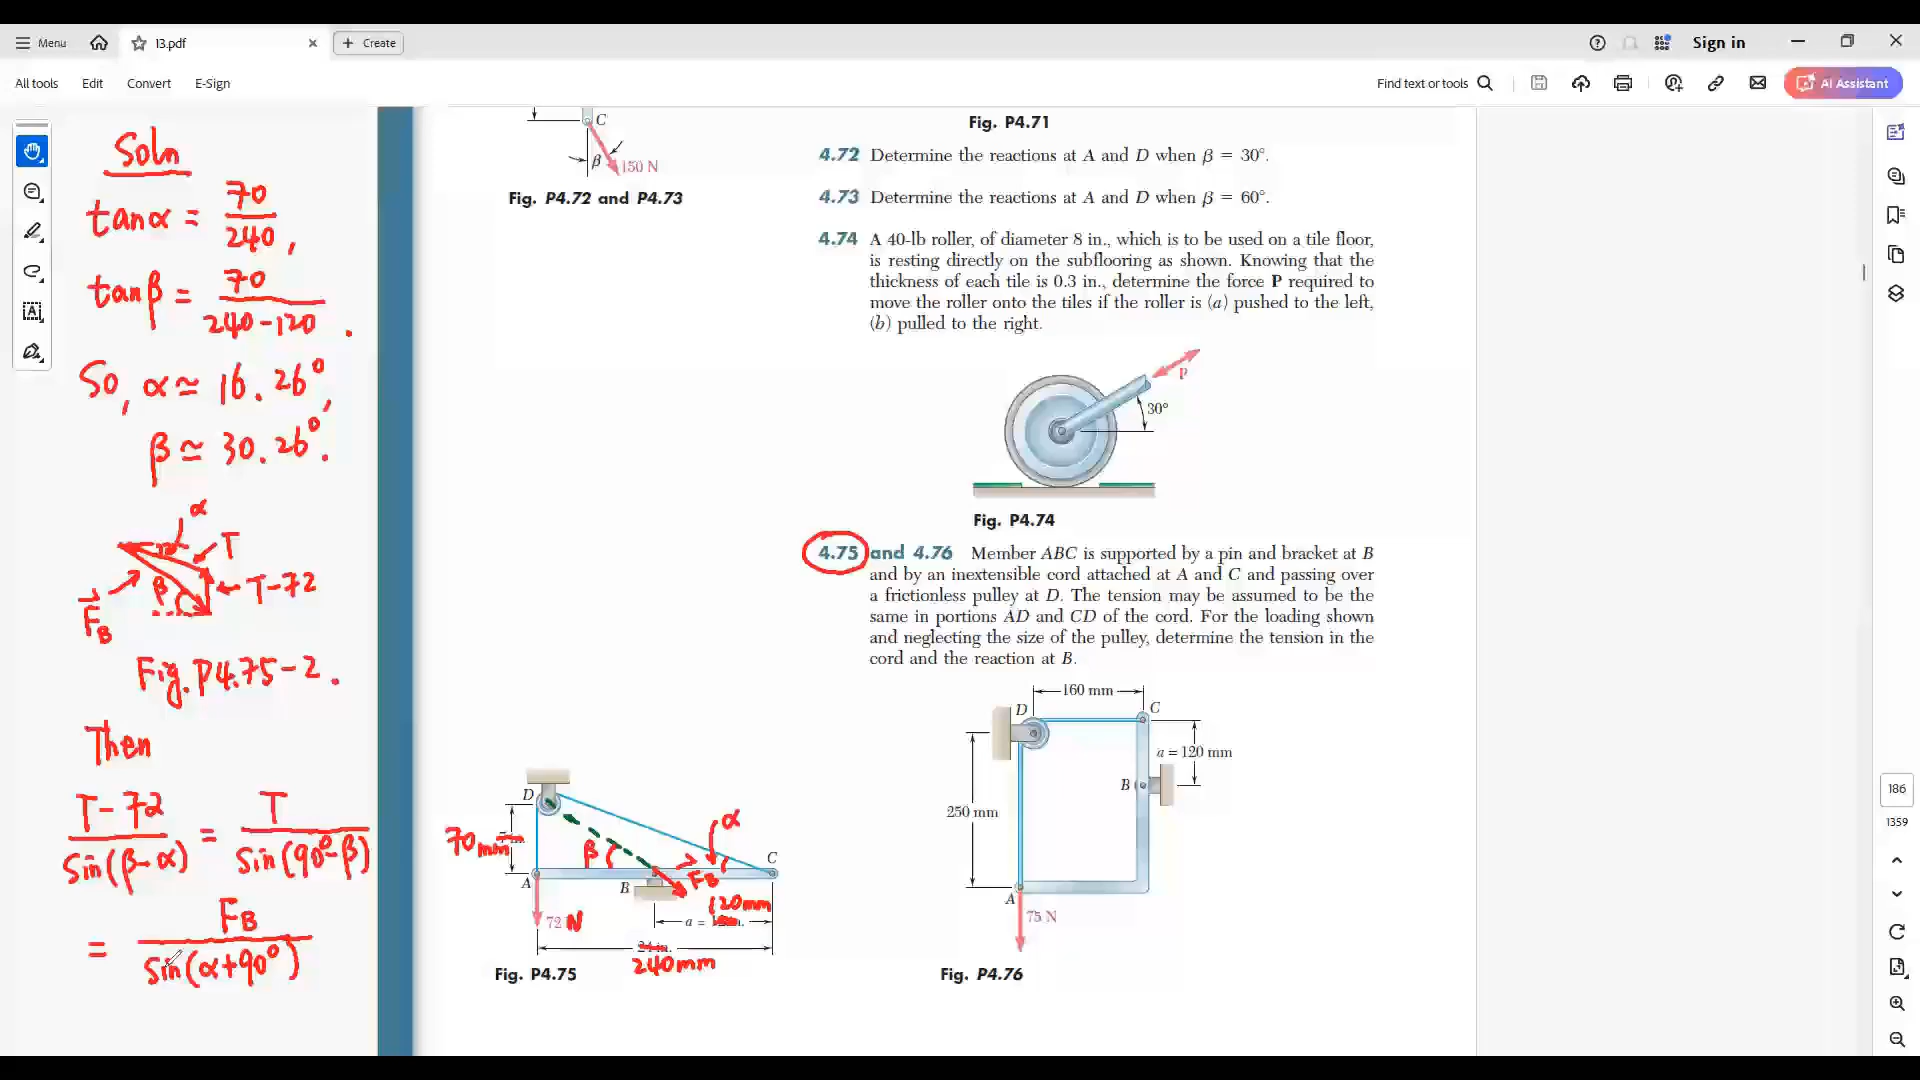 Menu
13.pdf
Create
Sign in
All tools
Edit
Convert
E-Sign
Find text or tools
AI Assistant
Soln
tanα = 70/240,
tanβ = 70/(240-120).
So, α ≃ 16.26°,
β ≃ 30.26°.
α
T
β
T-72
F_B
Fig. P4.75-2.
Then
(T-72)/sin(β-α) = T/sin(90°-β)
= F_B/sin(α+90°)
C
β
150 N
Fig. P4.72 and P4.73
Fig. P4.71
4.72 Determine the reactions at A and D when β = 30°.
4.73 Determine the reactions at A and D when β = 60°.
4.74 A 40-lb roller, of diameter 8 in., which is to be used on a tile floor,
is resting directly on the subflooring as shown. Knowing that the
thickness of each tile is 0.3 in., determine the force P required to
move the roller onto the tiles if the roller is (a) pushed to the left,
(b) pulled to the right.
P
30°
Fig. P4.74
4.75 and 4.76 Member ABC is supported by a pin and bracket at B
and by an inextensible cord attached at A and C and passing over
a frictionless pulley at D. The tension may be assumed to be the
same in portions AD and CD of the cord. For the loading shown
and neglecting the size of the pulley, determine the tension in the
cord and the reaction at B.
D
70mm
β
α
C
A
B
F_B
120mm
72 N
a =
24 in.
240mm
Fig. P4.75
160 mm
D
C
a = 120 mm
B
250 mm
A
75 N
Fig. P4.76
186
1359